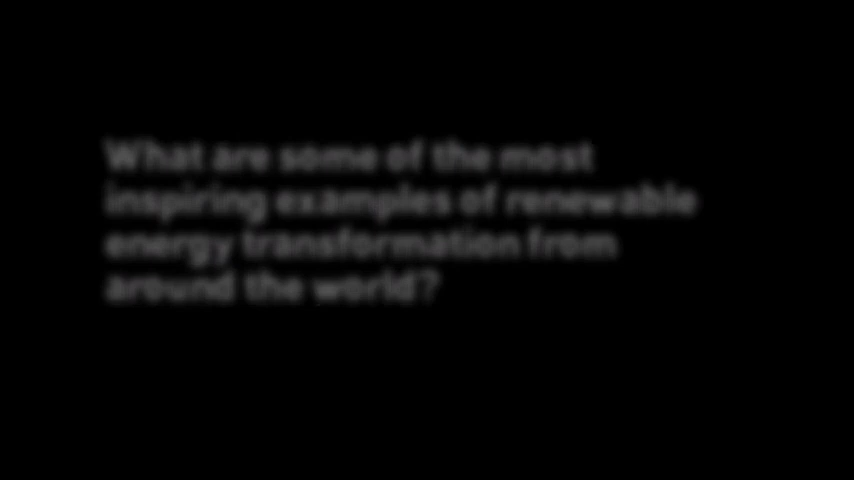 What are some of the most
inspiring examples of renewable
energy transformation from
around the world?